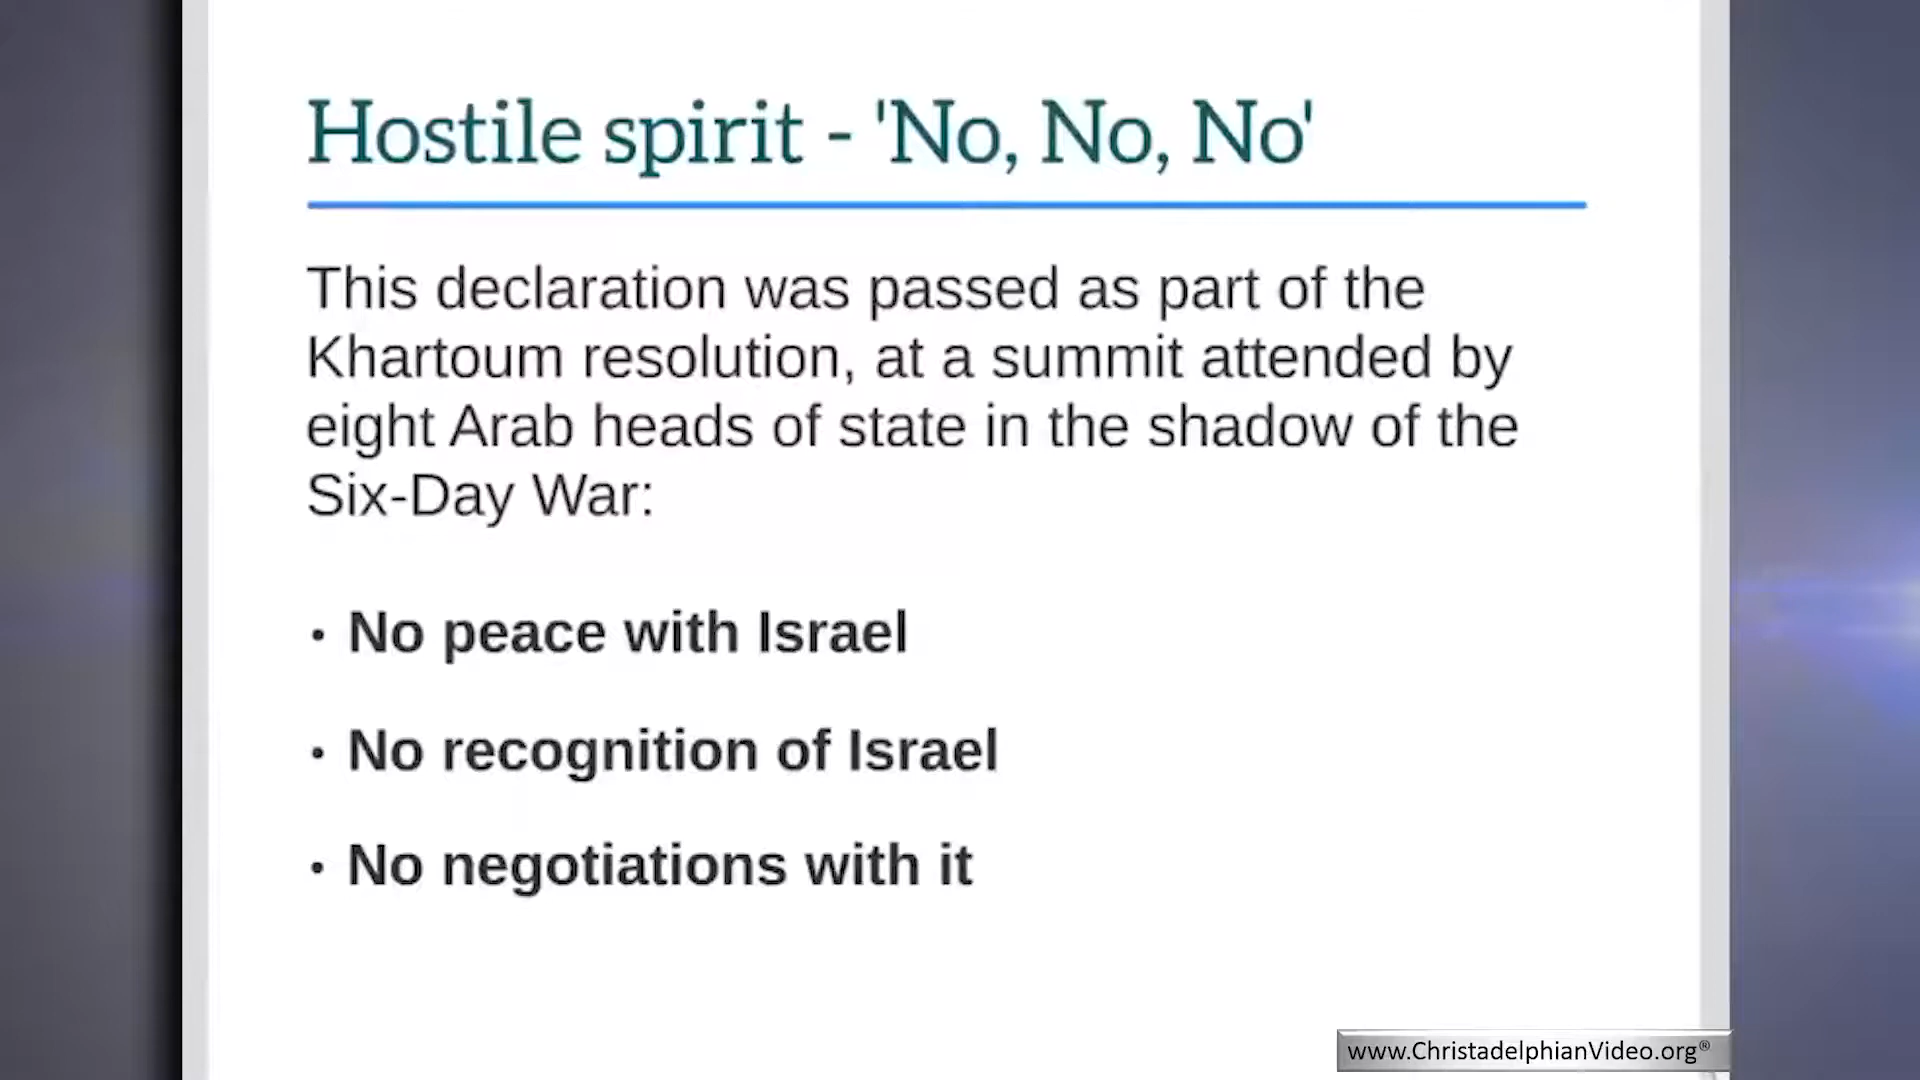 Hostile spirit - 'No, No, No'
This declaration was passed as part of the
Khartoum resolution, at a summit attended by
eight Arab heads of state in the shadow of the
Six-Day War:
• No peace with Israel
• No recognition of Israel
• No negotiations with it
www.ChristadelphianVideo.org®